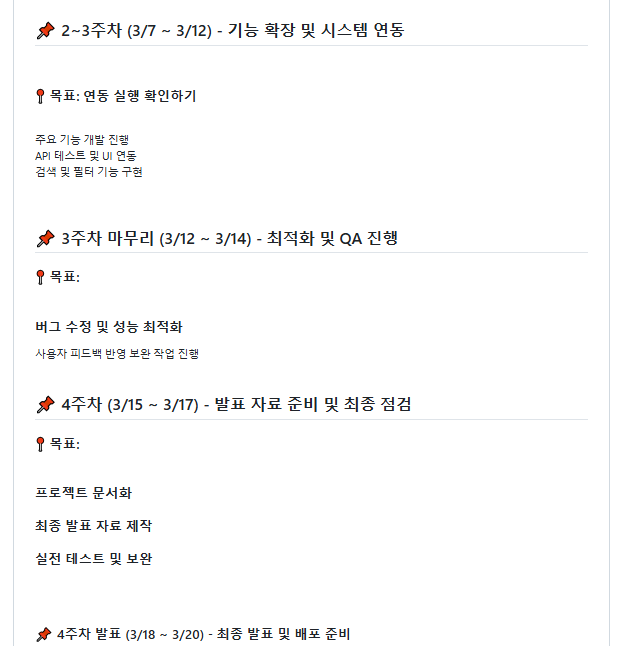 📌 2~3주차 (3/7 ~ 3/12) - 기능 확장 및 시스템 연동
📍 목표: 연동 실행 확인하기
주요 기능 개발 진행
API 테스트 및 UI 연동
검색 및 필터 기능 구현
📌 3주차 마무리 (3/12 ~ 3/14) - 최적화 및 QA 진행
📍 목표:
버그 수정 및 성능 최적화
사용자 피드백 반영 보완 작업 진행
📌 4주차 (3/15 ~ 3/17) - 발표 자료 준비 및 최종 점검
📍 목표:
프로젝트 문서화
최종 발표 자료 제작
실전 테스트 및 보완
📌 4주차 발표 (3/18 ~ 3/20) - 최종 발표 및 배포 준비